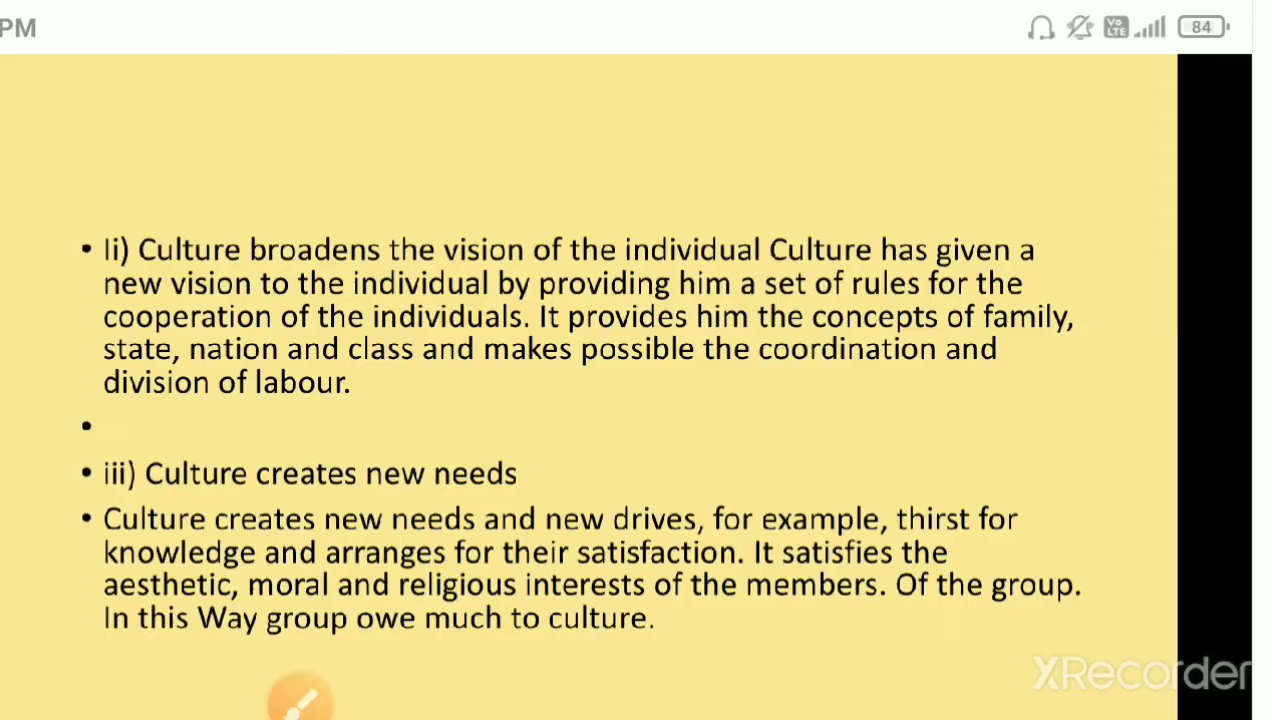 PM
Vo LTE
84
• Ii) Culture broadens the vision of the individual Culture has given a
new vision to the individual by providing him a set of rules for the
cooperation of the individuals. It provides him the concepts of family,
state, nation and class and makes possible the coordination and
division of labour.
•
• iii) Culture creates new needs
• Culture creates new needs and new drives, for example, thirst for
knowledge and arranges for their satisfaction. It satisfies the
aesthetic, moral and religious interests of the members. Of the group.
In this Way group owe much to culture.
XRecorder